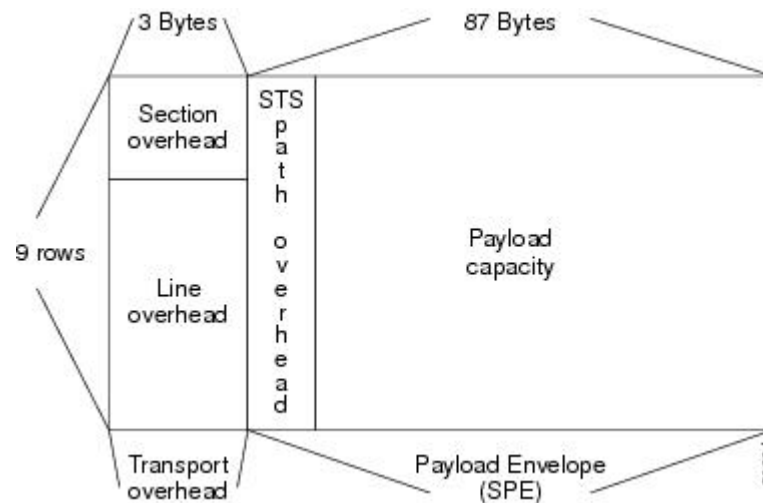 3 Bytes
87 Bytes
Section
overhead
STS
p
a
t
h
o
v
e
r
h
e
a
d
9 rows
Line
overhead
Payload
capacity
Transport
overhead
Payload Envelope
(SPE)